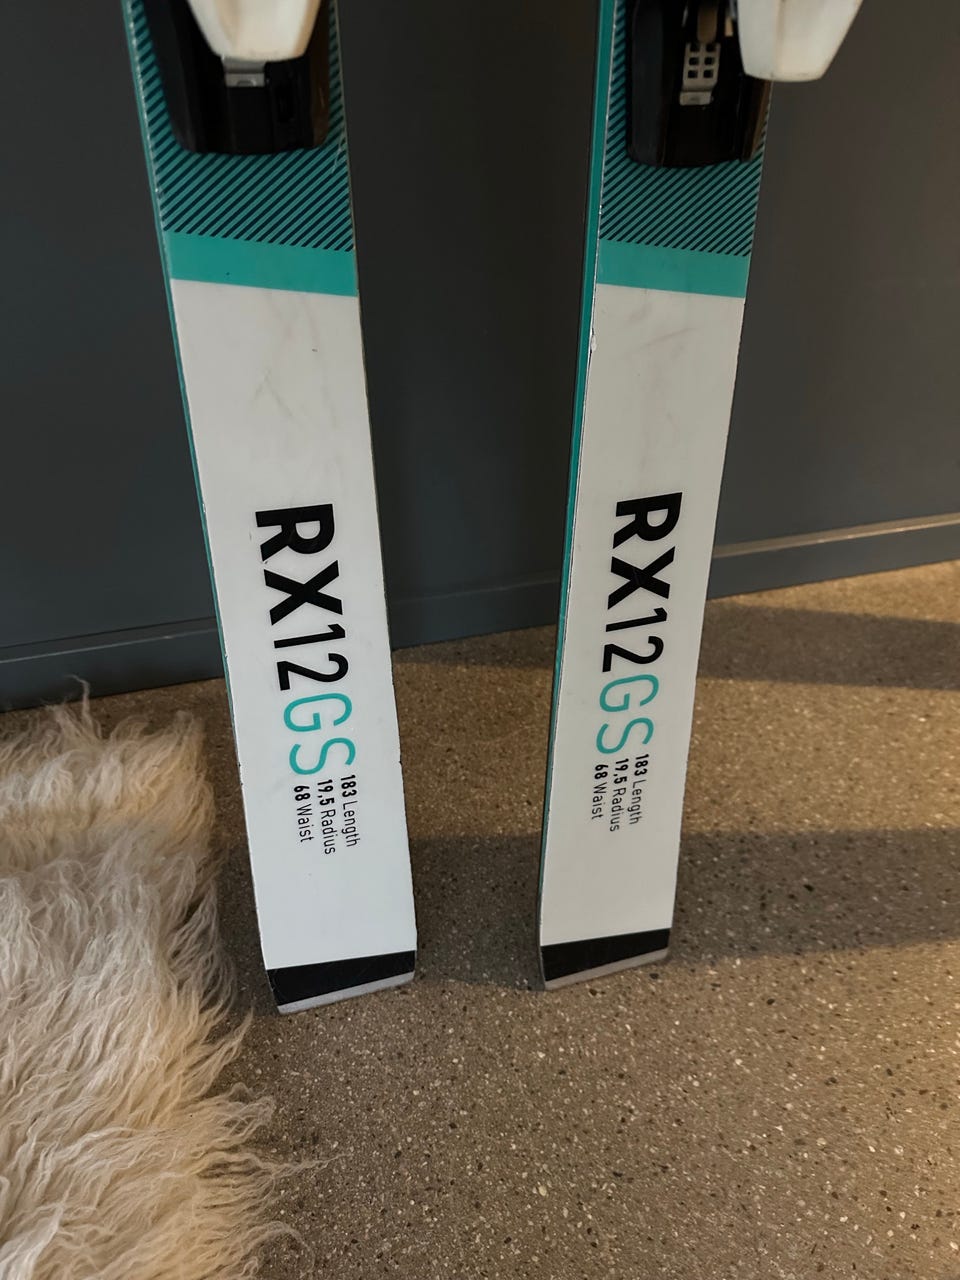 RX12GS
183 Length
19,5 Radius
68 Waist
RX12GS
183 Length
19,5 Radius
68 Waist